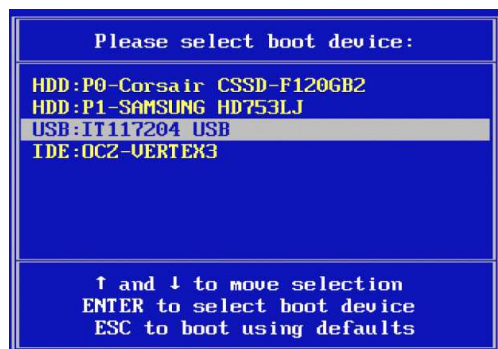 Please select boot device:
HDD:P0-Corsair CSSD-F120GB2
HDD:P1-SAMSUNG HD753LJ
USB:IT117204 USB
IDE:OCZ-VERTEX3
↑ and ↓ to move selection
ENTER to select boot device
ESC to boot using defaults